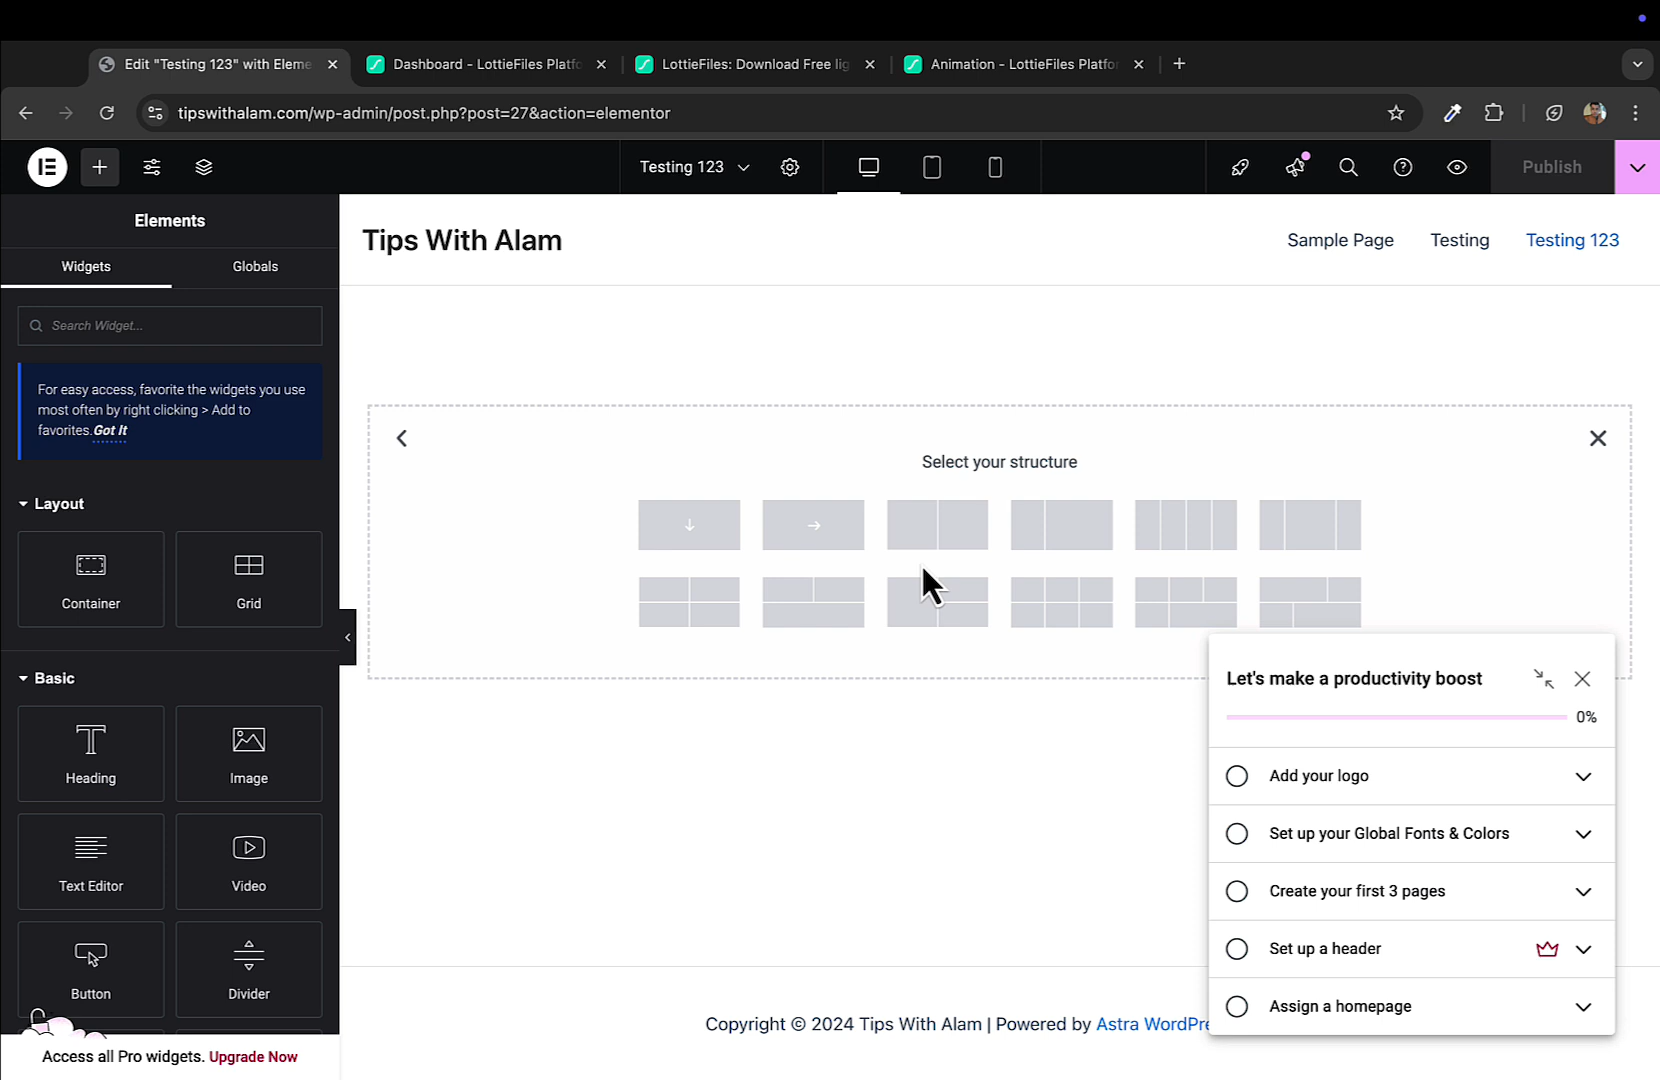 Edit "Testing 123" with Eleme
Dashboard - LottieFiles Platfo
LottieFiles: Download Free lig
Animation - LottieFiles Platfor
tipswithalam.com/wp-admin/post.php?post=27&action=elementor
Testing 123
Publish
Elements
Widgets
Globals
Search Widget...
For easy access, favorite the widgets you use
most often by right clicking > Add to
favorites. Got It
Layout
Container
Grid
Basic
Heading
Image
Text Editor
Video
Button
Divider
Access all Pro widgets. Upgrade Now
Tips With Alam
Sample Page
Testing
Testing 123
Select your structure
Let's make a productivity boost
0%
Add your logo
Set up your Global Fonts & Colors
Create your first 3 pages
Set up a header
Assign a homepage
Copyright © 2024 Tips With Alam | Powered by Astra WordPre